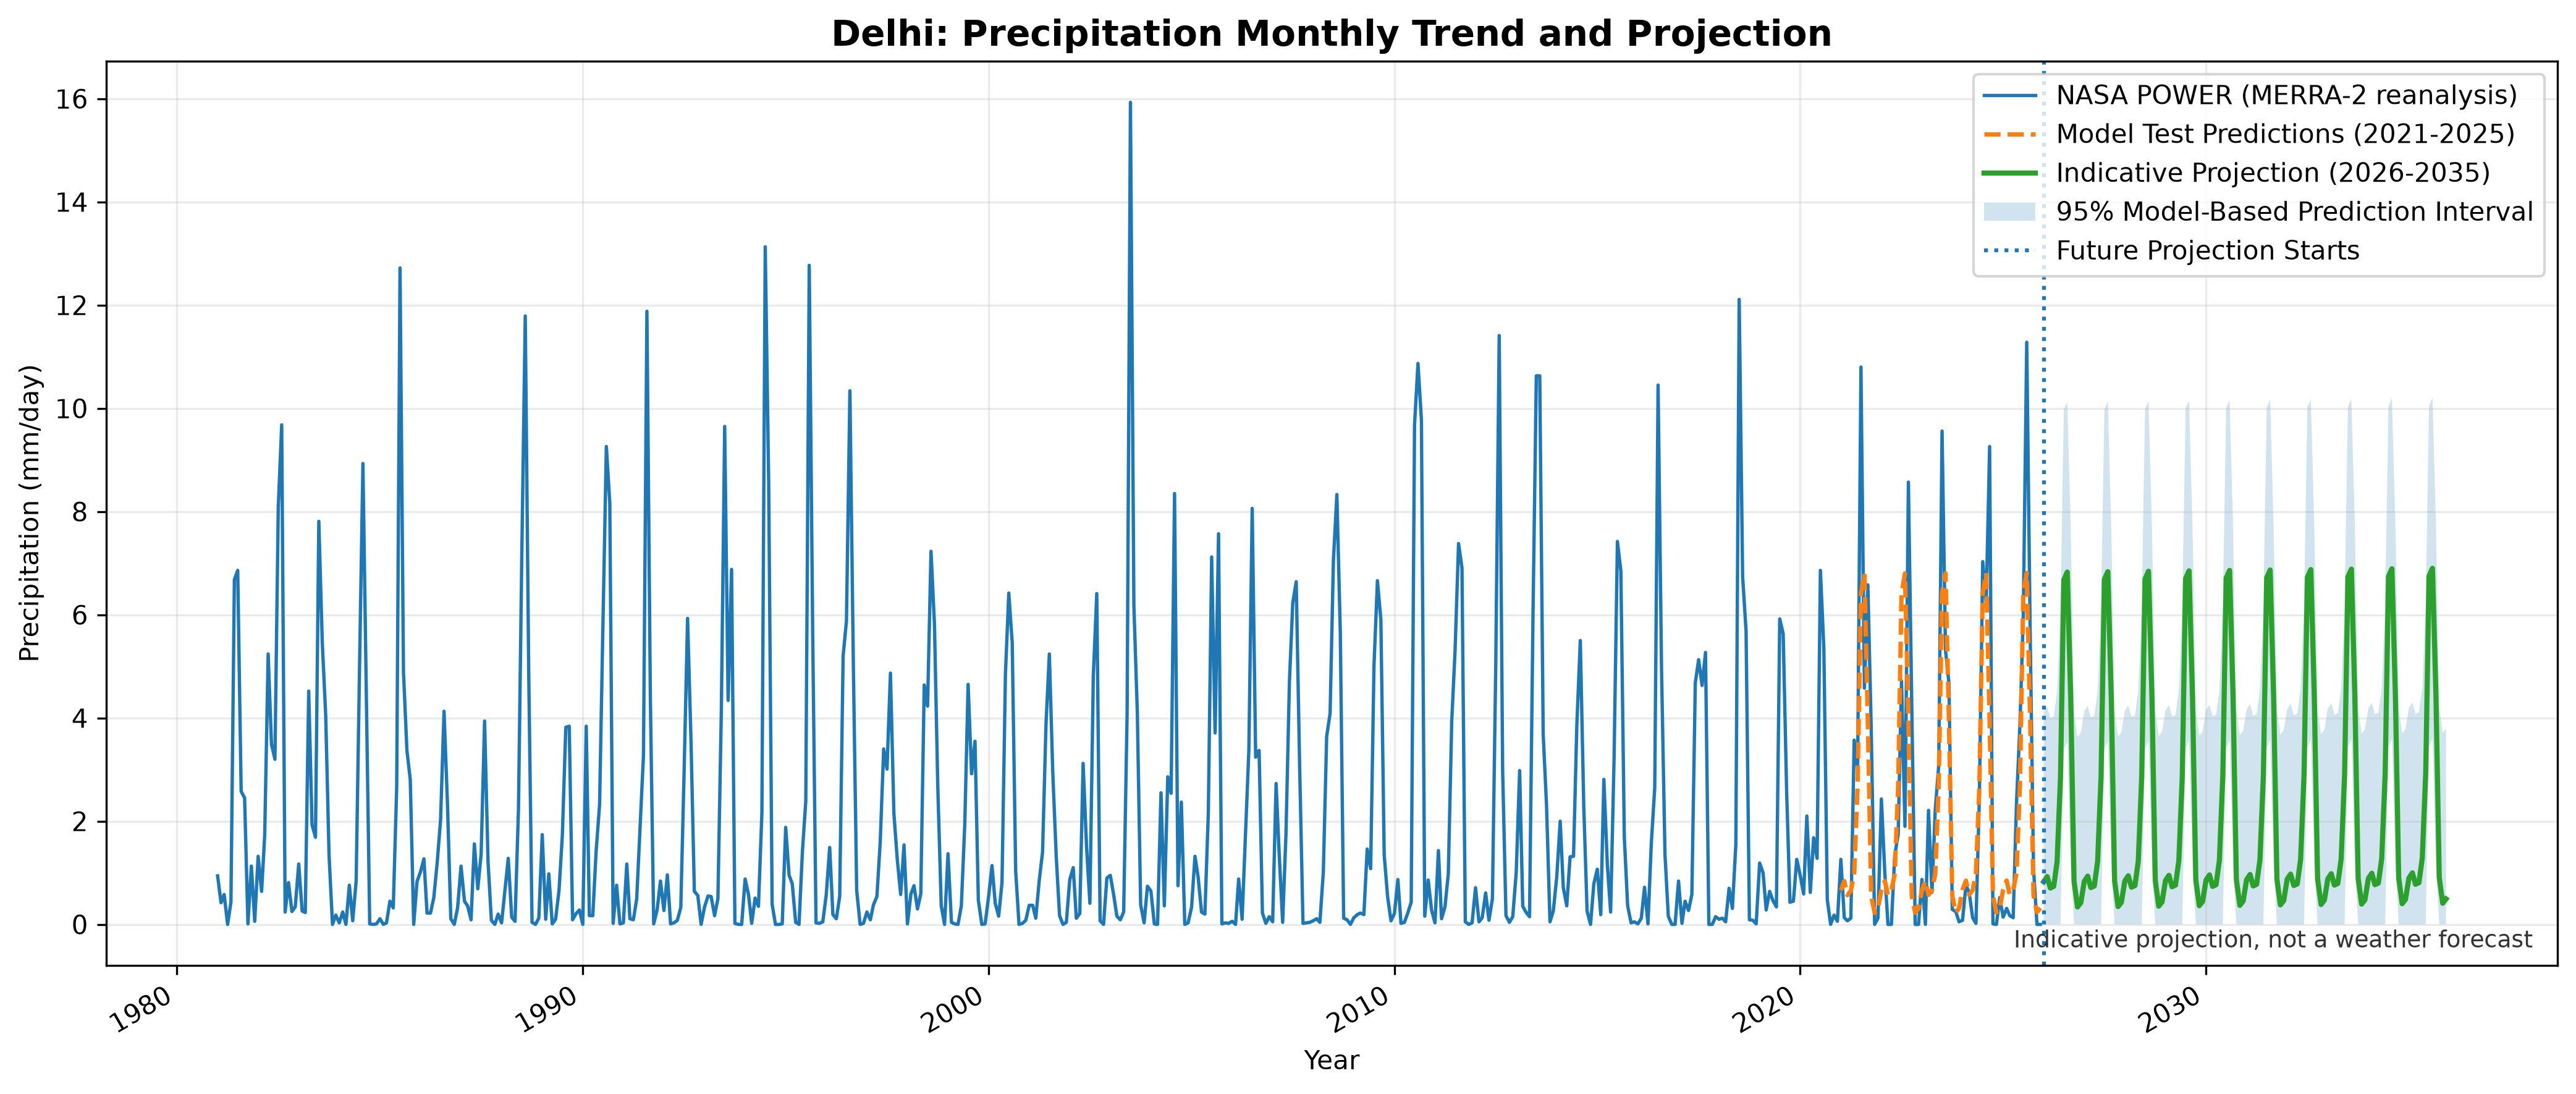 Delhi: Precipitation Monthly Trend and Projection
16
14
12
10
8
6
4
2
0
Precipitation (mm/day)
NASA POWER (MERRA-2 reanalysis)
Model Test Predictions (2021-2025)
Indicative Projection (2026-2035)
95% Model-Based Prediction Interval
Future Projection Starts
Indicative projection, not a weather forecast
1980
1990
2000
2010
2020
2030
Year